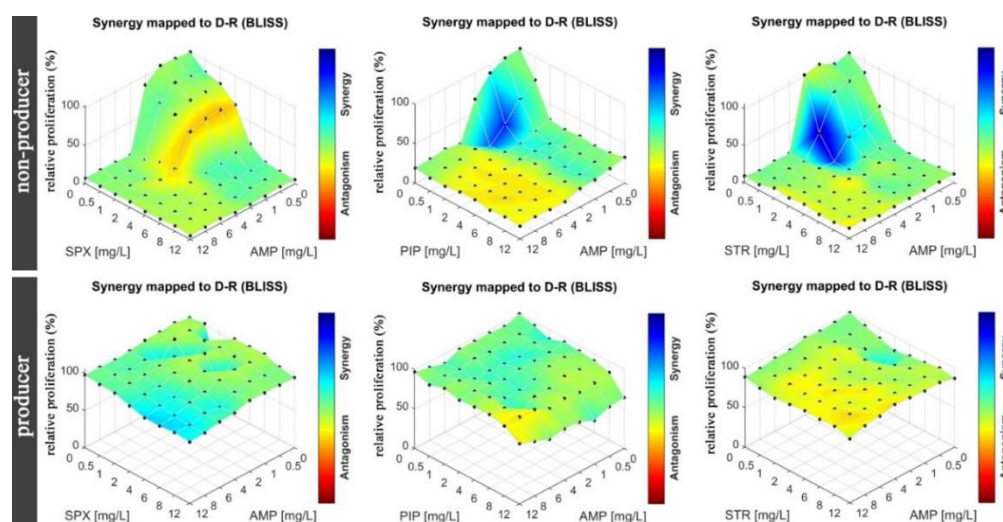 non-producer
Synergy mapped to D-R (BLISS)
relative proliferation (%)
100
50
0
0.5
1
2
4
6
8
12
SPX [mg/L]
12
8
6
4
2
1
0.5
0
AMP [mg/L]
Synergy
Antagonism
Synergy mapped to D-R (BLISS)
relative proliferation (%)
100
50
0
0.5
1
2
4
6
8
12
PIP [mg/L]
12
8
6
4
2
1
0.5
0
AMP [mg/L]
Synergy
Antagonism
Synergy mapped to D-R (BLISS)
relative proliferation (%)
100
50
0
0.5
1
2
4
6
8
12
STR [mg/L]
12
8
6
4
2
1
0.5
0
AMP [mg/L]
Synergy
Antagonism
producer
Synergy mapped to D-R (BLISS)
relative proliferation (%)
100
50
0
0.5
1
2
4
6
8
12
SPX [mg/L]
12
8
6
4
2
1
0.5
0
AMP [mg/L]
Synergy
Antagonism
Synergy mapped to D-R (BLISS)
relative proliferation (%)
100
50
0
0.5
1
2
4
6
8
12
PIP [mg/L]
12
8
6
4
2
1
0.5
0
AMP [mg/L]
Synergy
Antagonism
Synergy mapped to D-R (BLISS)
relative proliferation (%)
100
50
0
0.5
1
2
4
6
8
12
STR [mg/L]
12
8
6
4
2
1
0.5
0
AMP [mg/L]
Synergy
Antagonism